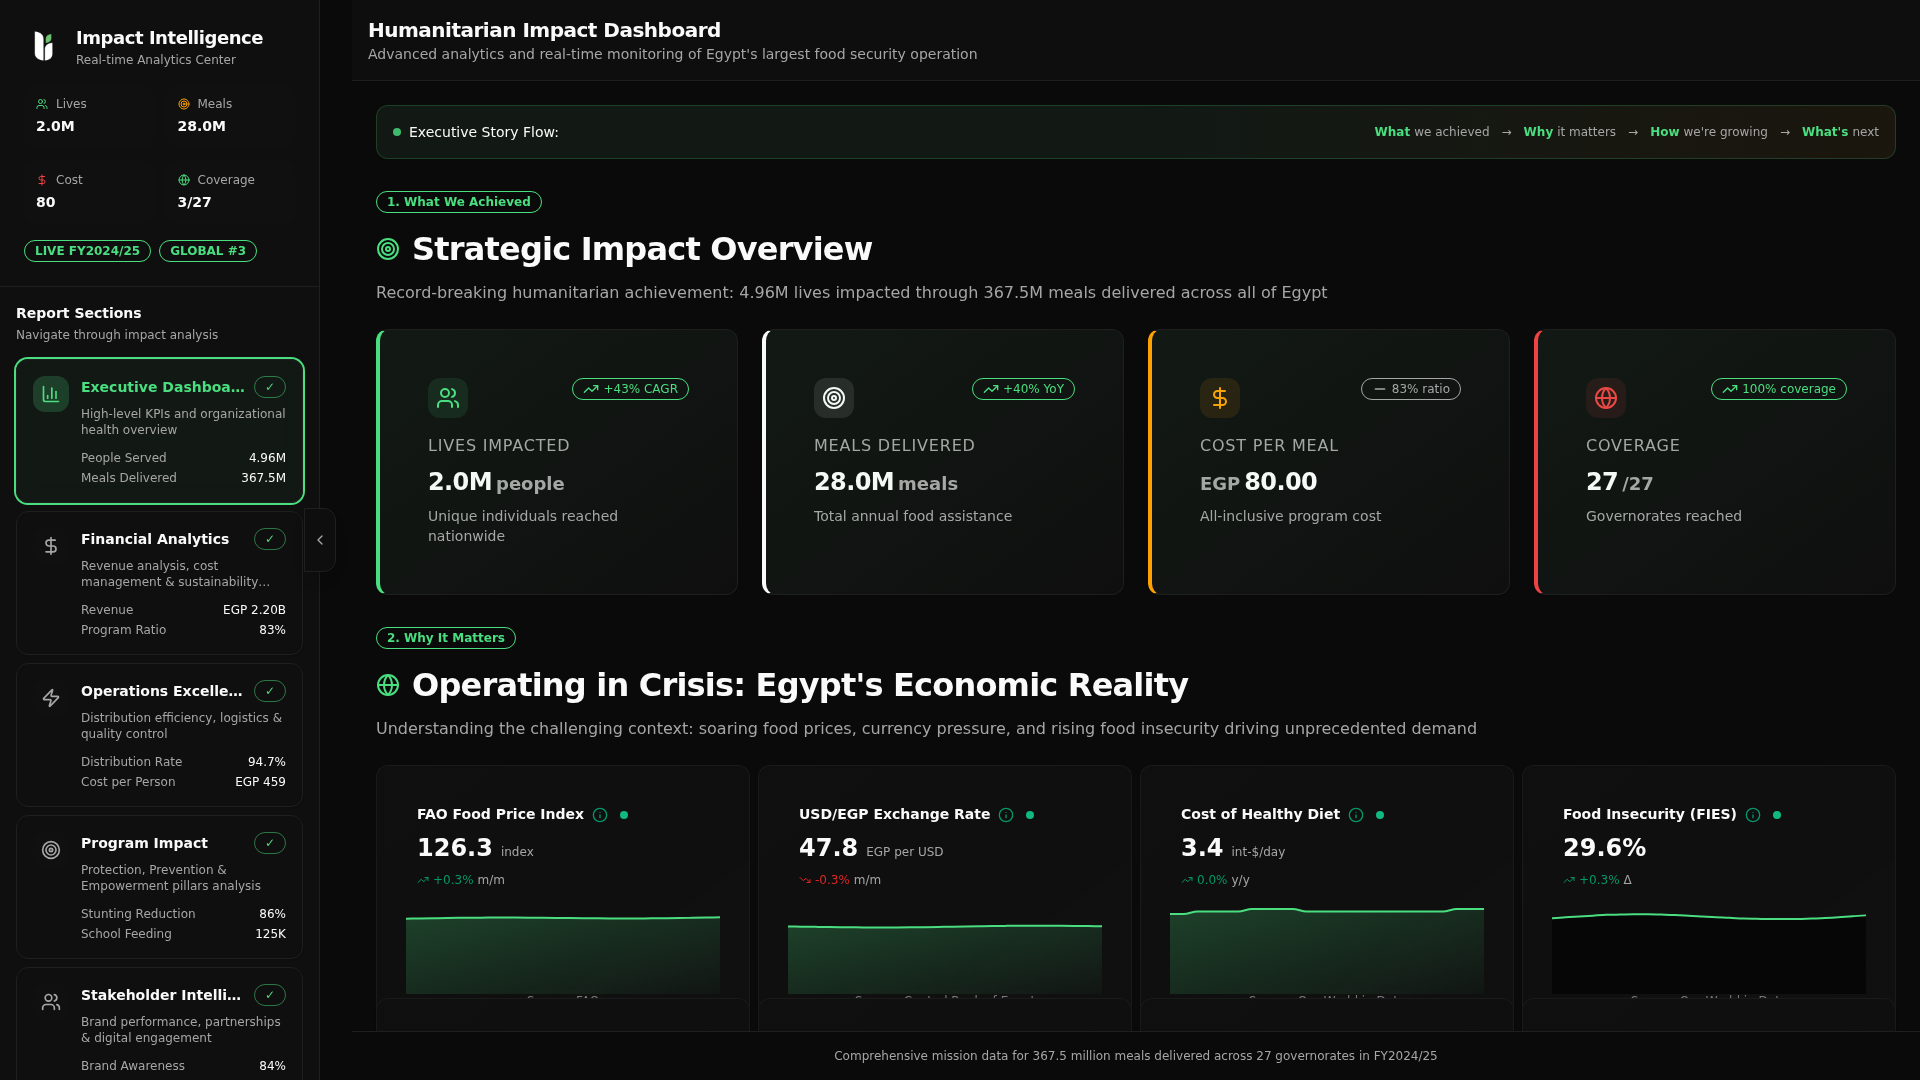 Impact Intelligence
Real-time Analytics Center
Lives
2.0M
Meals
28.0M
Cost
80
Coverage
3/27
LIVE FY2024/25
GLOBAL #3
Report Sections
Navigate through impact analysis
Executive Dashboa...
✓
High-level KPIs and organizational
health overview
People Served 4.96M
Meals Delivered 367.5M
Financial Analytics
✓
Revenue analysis, cost
management & sustainability...
Revenue EGP 2.20B
Program Ratio 83%
Operations Excelle...
✓
Distribution efficiency, logistics &
quality control
Distribution Rate 94.7%
Cost per Person EGP 459
Program Impact
✓
Protection, Prevention &
Empowerment pillars analysis
Stunting Reduction 86%
School Feeding 125K
Stakeholder Intelli...
✓
Brand performance, partnerships
& digital engagement
Brand Awareness 84%
Humanitarian Impact Dashboard
Advanced analytics and real-time monitoring of Egypt's largest food security operation
Executive Story Flow:
What we achieved → Why it matters → How we're growing → What's next
1. What We Achieved
Strategic Impact Overview
Record-breaking humanitarian achievement: 4.96M lives impacted through 367.5M meals delivered across all of Egypt
+43% CAGR
LIVES IMPACTED
2.0M people
Unique individuals reached
nationwide
+40% YoY
MEALS DELIVERED
28.0M meals
Total annual food assistance
83% ratio
COST PER MEAL
EGP 80.00
All-inclusive program cost
100% coverage
COVERAGE
27 /27
Governorates reached
2. Why It Matters
Operating in Crisis: Egypt's Economic Reality
Understanding the challenging context: soaring food prices, currency pressure, and rising food insecurity driving unprecedented demand
FAO Food Price Index
126.3 index
+0.3% m/m
USD/EGP Exchange Rate
47.8 EGP per USD
-0.3% m/m
Cost of Healthy Diet
3.4 int-$/day
0.0% y/y
Food Insecurity (FIES)
29.6%
+0.3% Δ
Comprehensive mission data for 367.5 million meals delivered across 27 governorates in FY2024/25